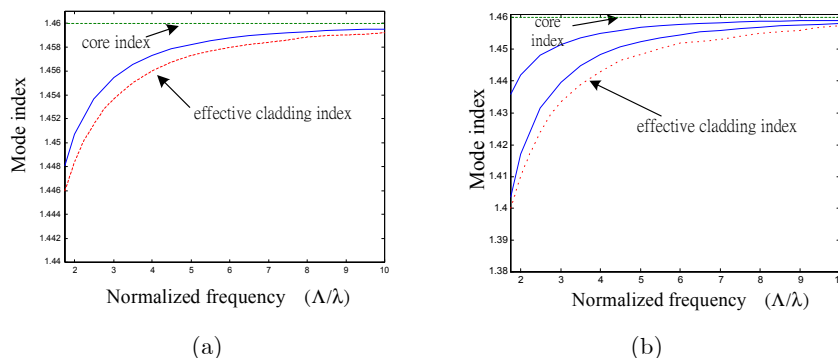 1.46
1.458
1.456
1.454
1.452
1.45
1.448
1.446
1.444
1.442
1.44
Mode index
core index
effective cladding index
2 3 4 5 6 7 8 9 10
Normalized frequency (Λ/λ)
(a)
1.46
1.45
1.44
1.43
1.42
1.41
1.4
1.39
1.38
Mode index
core
index
effective cladding index
2 3 4 5 6 7 8 9 1
Normalized frequency (Λ/λ)
(b)